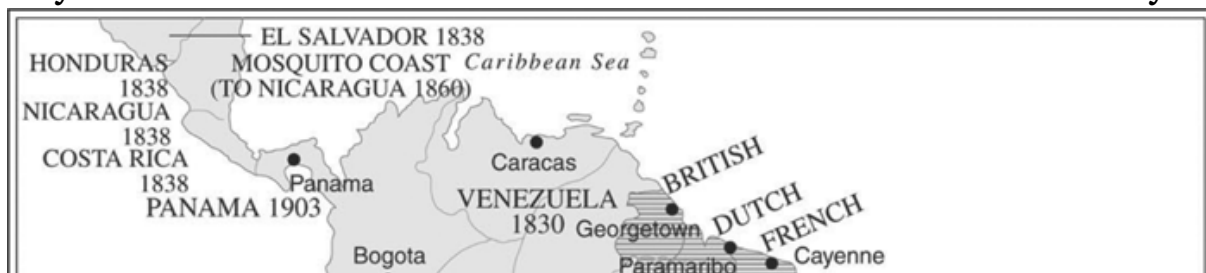 EL SALVADOR 1838
HONDURAS
1838
MOSQUITO COAST
(TO NICARAGUA 1860)
Caribbean Sea
NICARAGUA
1838
COSTA RICA
1838
Panama
PANAMA 1903
Caracas
VENEZUELA
1830
BRITISH
Georgetown
DUTCH
Paramaribo
FRENCH
Cayenne
Bogota